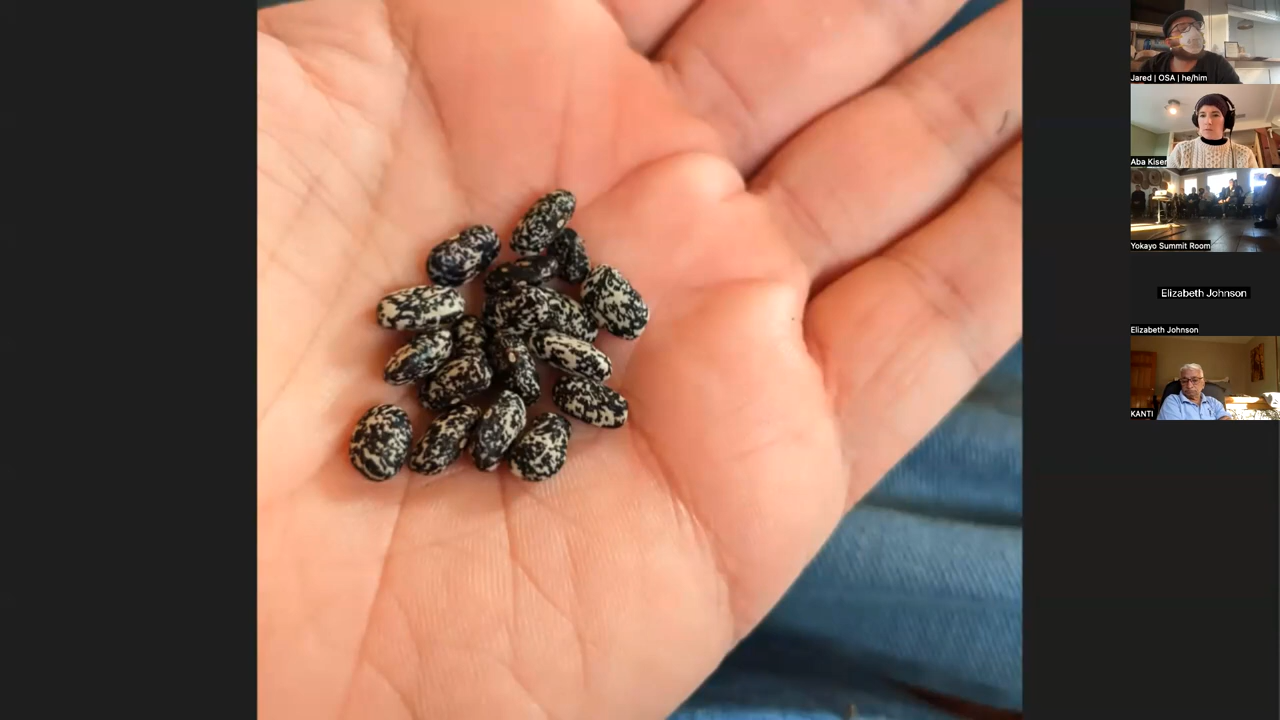 Jared | OSA | he/him
Aba Kiser
Yokayo Summit Room
Elizabeth Johnson
Elizabeth Johnson
KANTI